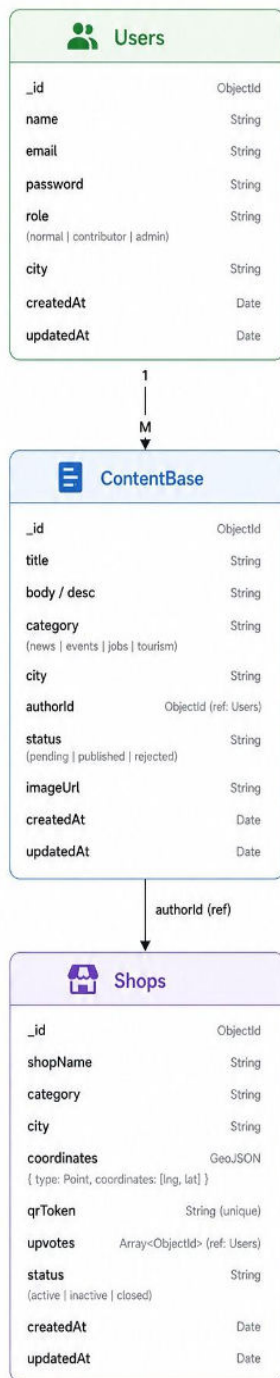 Users
_id ObjectId
name String
email String
password String
role String
(normal | contributor | admin)
city String
createdAt Date
updatedAt Date
1
M
ContentBase
_id ObjectId
title String
body / desc String
category String
(news | events | jobs | tourism)
city String
authorId ObjectId (ref: Users)
status String
(pending | published | rejected)
imageUrl String
createdAt Date
updatedAt Date
authorId (ref)
Shops
_id ObjectId
shopName String
category String
city String
coordinates GeoJSON
{ type: Point, coordinates: [lng, lat] }
qrToken String (unique)
upvotes Array<ObjectId> (ref: Users)
status String
(active | inactive | closed)
createdAt Date
updatedAt Date